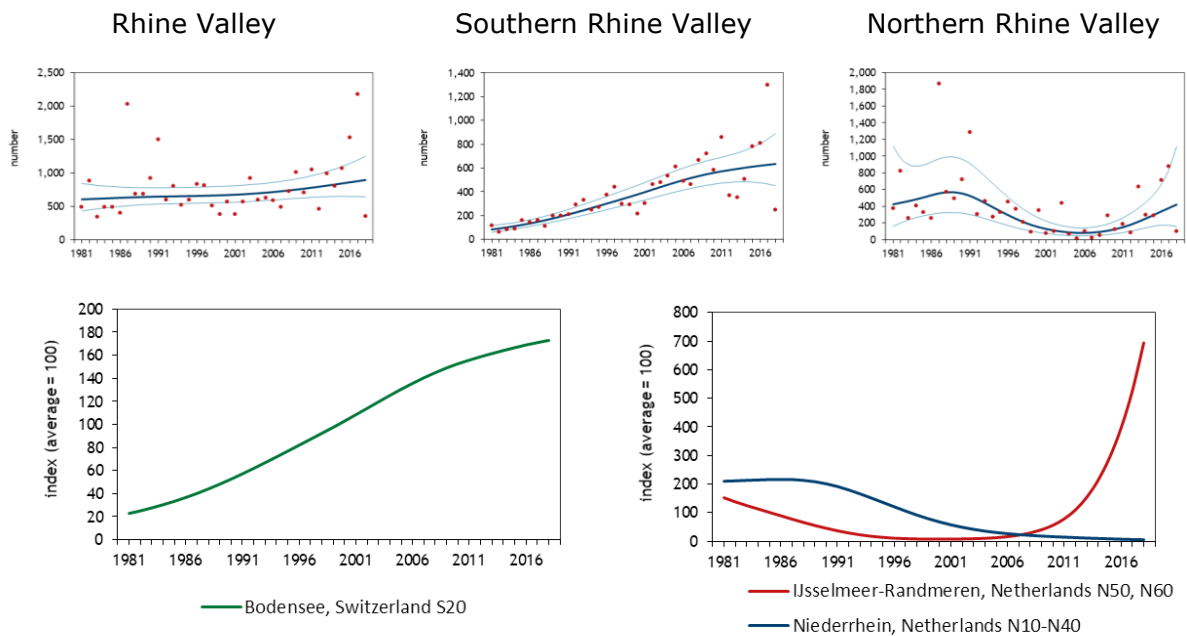 Rhine Valley
Southern Rhine Valley
Northern Rhine Valley
number
2,500
2,000
1,500
1,000
500
0
1981 1986 1991 1996 2001 2006 2011 2016
number
1,400
1,200
1,000
800
600
400
200
0
1981 1986 1991 1996 2001 2006 2011 2016
number
2,000
1,800
1,600
1,400
1,200
1,000
800
600
400
200
0
1981 1986 1991 1996 2001 2006 2011 2016
index (average = 100)
200
180
160
140
120
100
80
60
40
20
0
1981 1986 1991 1996 2001 2006 2011 2016
Bodensee, Switzerland S20
index (average = 100)
800
700
600
500
400
300
200
100
0
1981 1986 1991 1996 2001 2006 2011 2016
IJsselmeer-Randmeren, Netherlands N50, N60
Niederrhein, Netherlands N10-N40